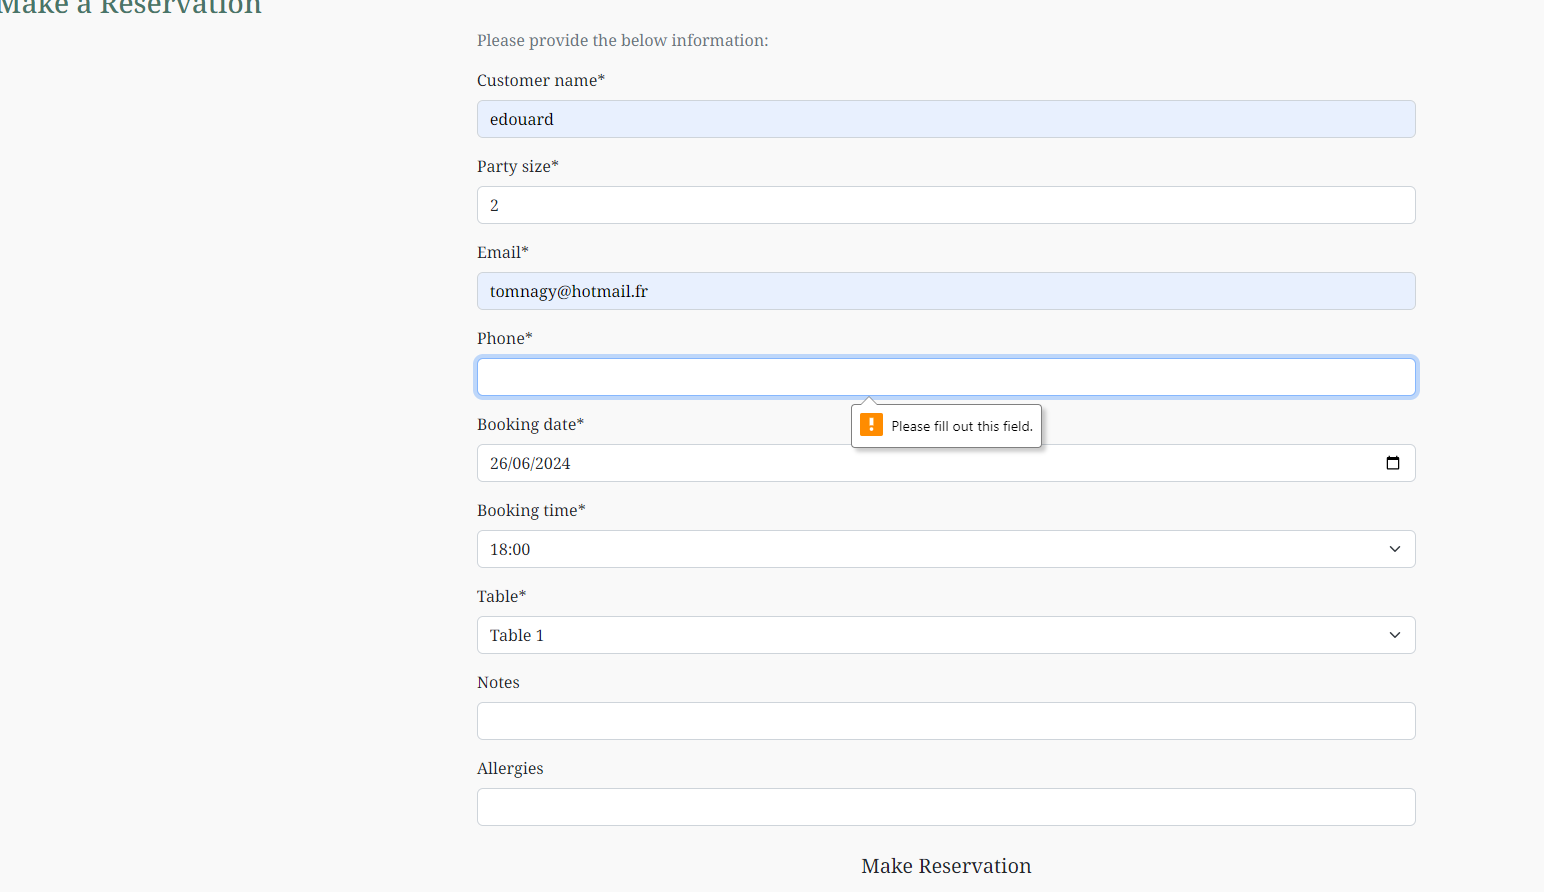 Make a Reservation
Please provide the below information:
Customer name*
edouard
Party size*
2
Email*
tomnagy@hotmail.fr
Phone*
Please fill out this field.
Booking date*
26/06/2024
Booking time*
18:00
Table*
Table 1
Notes
Allergies
Make Reservation